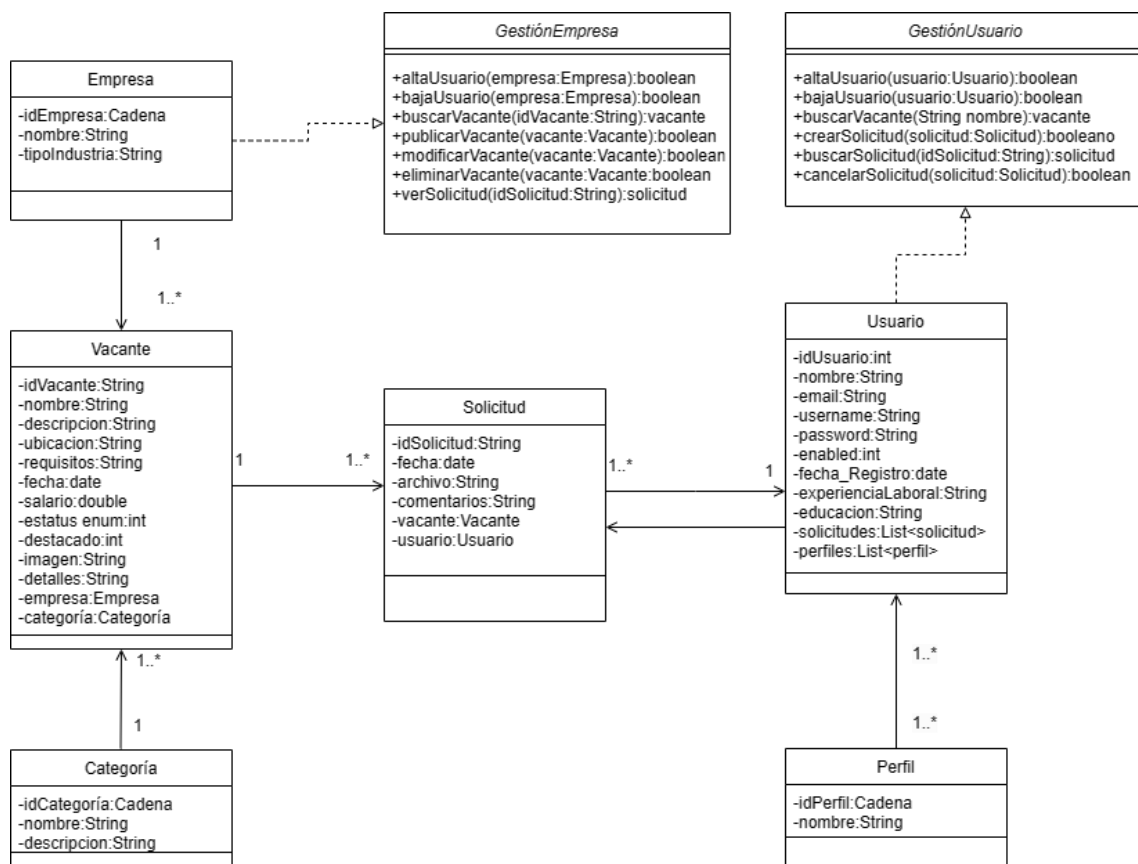 Empresa
-idEmpresa:Cadena
-nombre:String
-tipoIndustria:String
GestiónEmpresa
+altaUsuario(empresa:Empresa):boolean
+bajaUsuario(empresa:Empresa):boolean
+buscarVacante(idVacante:String):vacante
+publicarVacante(vacante:Vacante):boolean
+modificarVacante(vacante:Vacante):boolean
+eliminarVacante(vacante:Vacante:boolean
+verSolicitud(idSolicitud:String):solicitud
GestiónUsuario
+altaUsuario(usuario:Usuario):boolean
+bajaUsuario(usuario:Usuario):boolean
+buscarVacante(String nombre):vacante
+crearSolicitud(solicitud:Solicitud):booleano
+buscarSolicitud(idSolicitud:String):solicitud
+cancelarSolicitud(solicitud:Solicitud):boolean
1
1..*
Vacante
-idVacante:String
-nombre:String
-descripcion:String
-ubicacion:String
-requisitos:String
-fecha:date
-salario:double
-estatus enum:int
-destacado:int
-imagen:String
-detalles:String
-empresa:Empresa
-categoría:Categoría
1
1..*
Solicitud
-idSolicitud:String
-fecha:date
-archivo:String
-comentarios:String
-vacante:Vacante
-usuario:Usuario
1..*
1
Usuario
-idUsuario:int
-nombre:String
-email:String
-username:String
-password:String
-enabled:int
-fecha_Registro:date
-experienciaLaboral:String
-educacion:String
-solicitudes:List<solicitud>
-perfiles:List<perfil>
1..*
1
Categoría
-idCategoría:Cadena
-nombre:String
-descripcion:String
1..*
1..*
Perfil
-idPerfil:Cadena
-nombre:String